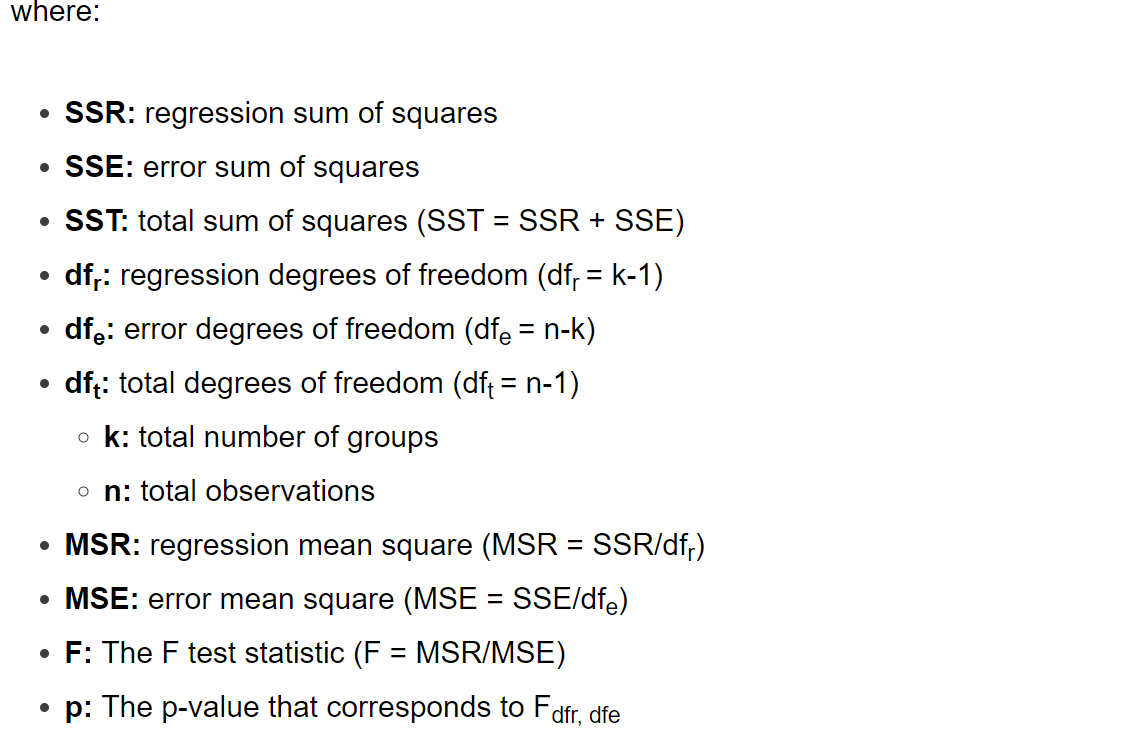 where:
• SSR: regression sum of squares
• SSE: error sum of squares
• SST: total sum of squares (SST = SSR + SSE)
• dfr: regression degrees of freedom (dfr = k-1)
• dfe: error degrees of freedom (dfe = n-k)
• dft: total degrees of freedom (dft = n-1)
◦ k: total number of groups
◦ n: total observations
• MSR: regression mean square (MSR = SSR/dfr)
• MSE: error mean square (MSE = SSE/dfe)
• F: The F test statistic (F = MSR/MSE)
• p: The p-value that corresponds to Fdfr, dfe